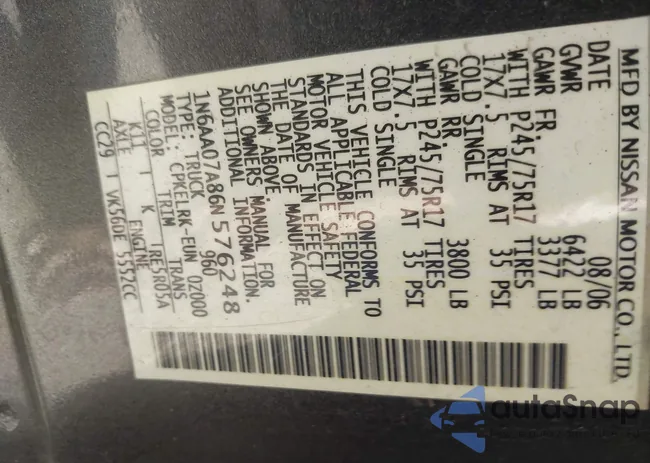 MFD BY NISSAN MOTOR CO., LTD.
DATE 08/06
GVWR 6422 LB
GAWR FR. 3377 LB
WITH P245/75R17 TIRES
17X7.5 RIMS AT 35 PSI
COLD SINGLE
GAWR RR. 3800 LB
WITH P245/75R17 TIRES
17X7.5 RIMS AT 35 PSI
COLD SINGLE
THIS VEHICLE CONFORMS TO
ALL APPLICABLE FEDERAL
MOTOR VEHICLE SAFETY
STANDARDS IN EFFECT ON
THE DATE OF MANUFACTURE
SHOWN ABOVE. MANUAL FOR
SEE OWNERS
ADDITIONAL INFORMATION.
1N6AA07A86N576248
TYPE: TRUCK 960
MODEL: CPKELRK-EUN 0Z000
COLOR TRIM TRANS
K11 K RE5R05A
AXLE ENGINE
CC29 VK56DE 5552CC
autoSnap